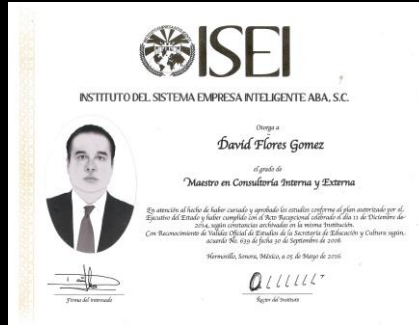 ISEI
INSTITUTO DEL SISTEMA EMPRESA INTELIGENTE ABA, S.C.
Otorga a
David Flores Gomez
el grado de
Maestro en Consultoría Interna y Externa
En atención al hecho de haber cursado y aprobado los estudios conforme al plan autorizado por el
Ejecutivo del Estado y haber cumplido con el Acto Recepcional celebrado el día 11 de Diciembre de
2014, según constancias archivadas en la misma Institución.
Con Reconocimiento de Validez Oficial de Estudios de la Secretaría de Educación y Cultura según,
acuerdo No. 639 de fecha 30 de Septiembre de 2008
Hermosillo, Sonora, México, a 05 de Mayo de 2016
Firma del interesado
Rector del Instituto